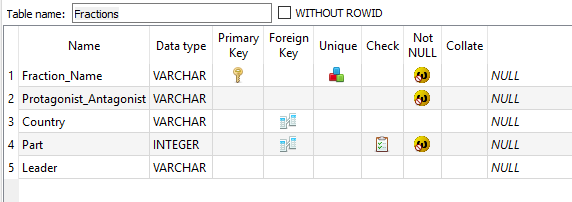 Table name: Fractions WITHOUT ROWID
Name Data type Primary Key Foreign Key Unique Check Not NULL Collate
1 Fraction_Name VARCHAR NULL
2 Protagonist_Antagonist VARCHAR NULL
3 Country VARCHAR NULL
4 Part INTEGER NULL
5 Leader VARCHAR NULL